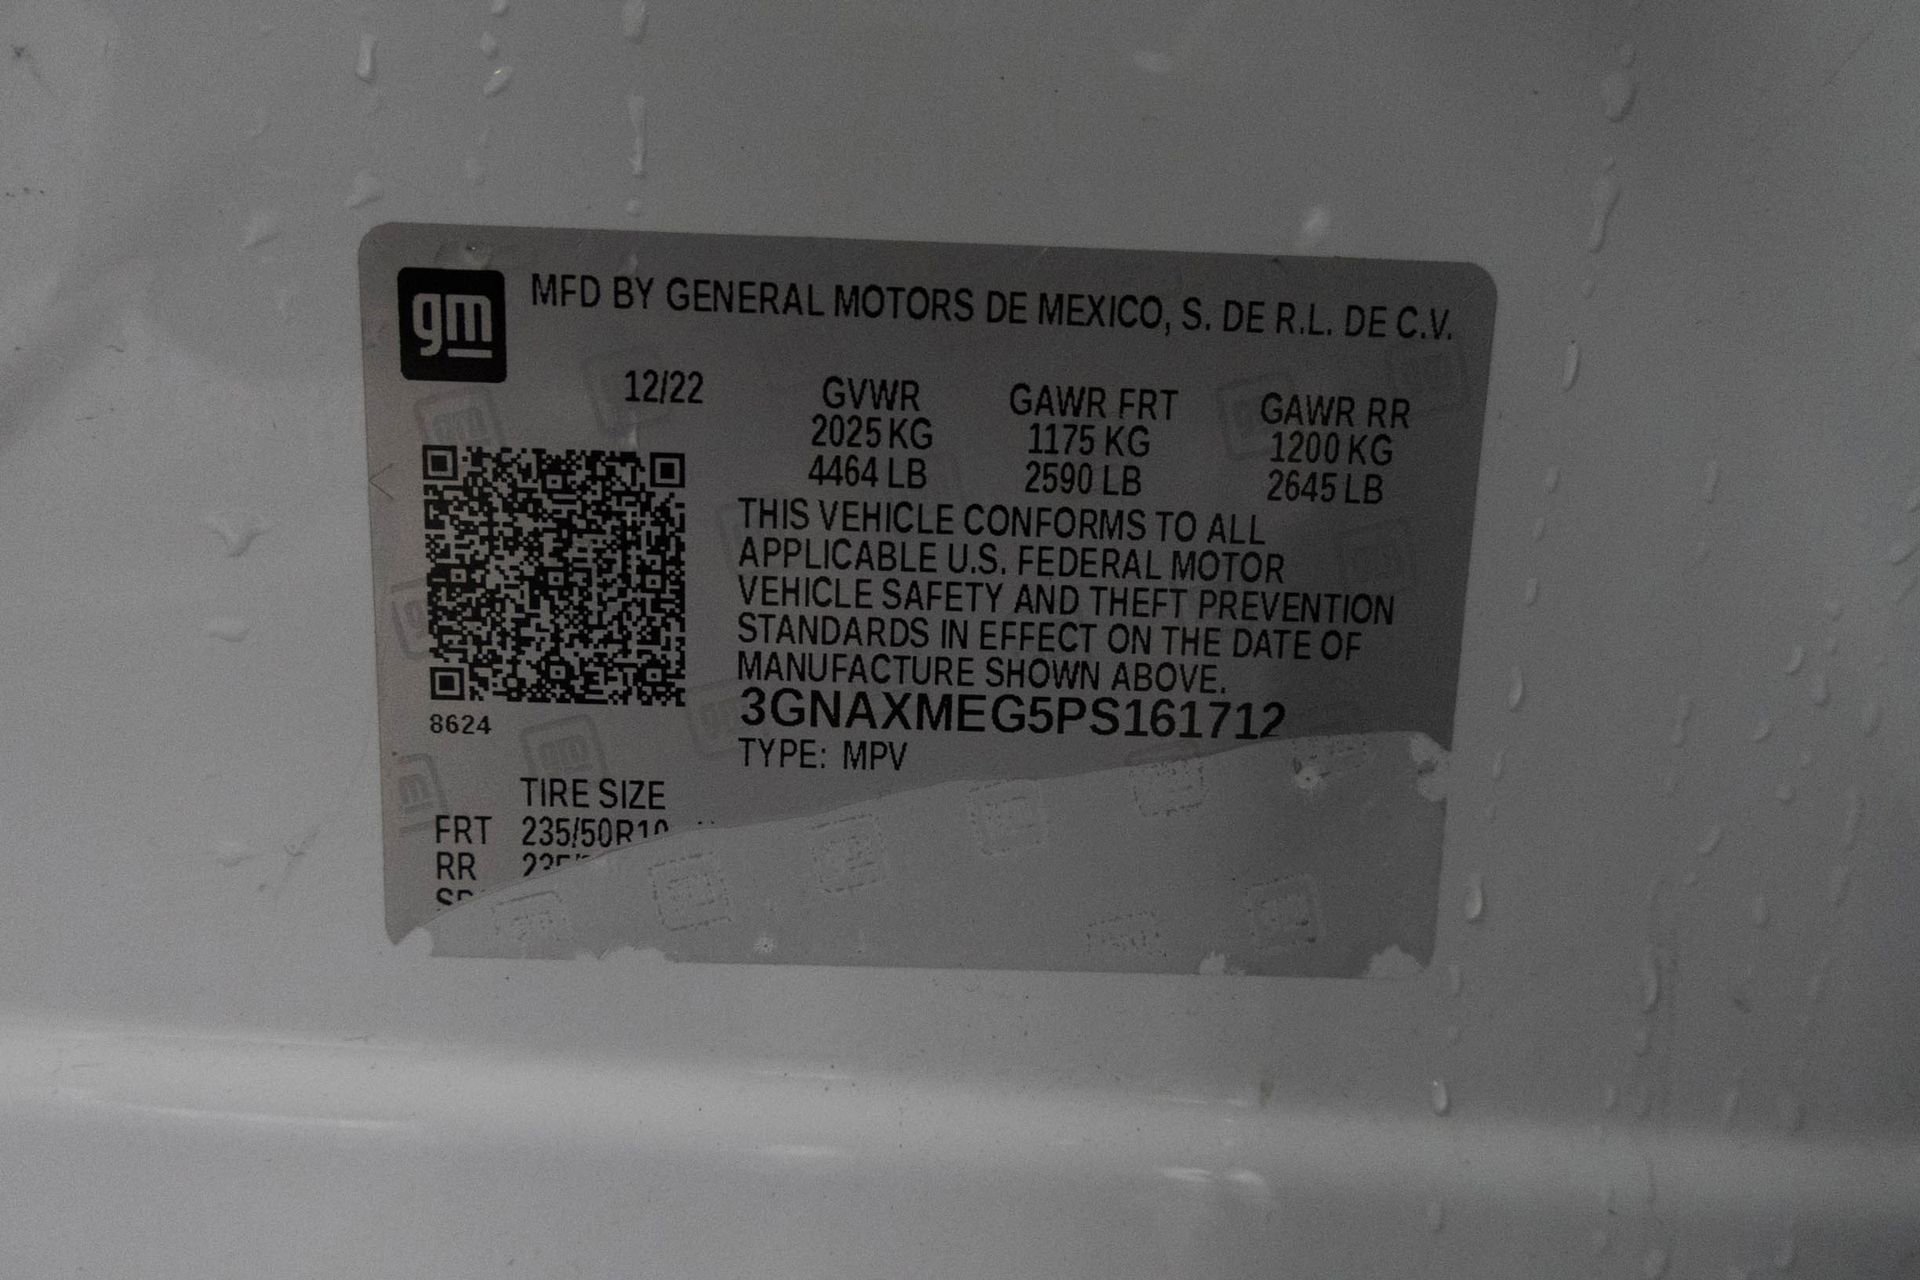 gm
MFD BY GENERAL MOTORS DE MEXICO, S. DE R.L. DE C.V.
12/22
GVWR GAWR FRT GAWR RR
2025 KG 1175 KG 1200 KG
4464 LB 2590 LB 2645 LB
THIS VEHICLE CONFORMS TO ALL
APPLICABLE U.S. FEDERAL MOTOR
VEHICLE SAFETY AND THEFT PREVENTION
STANDARDS IN EFFECT ON THE DATE OF
MANUFACTURE SHOWN ABOVE.
3GNAXMEG5PS161712
TYPE: MPV
8624
TIRE SIZE
FRT
RR